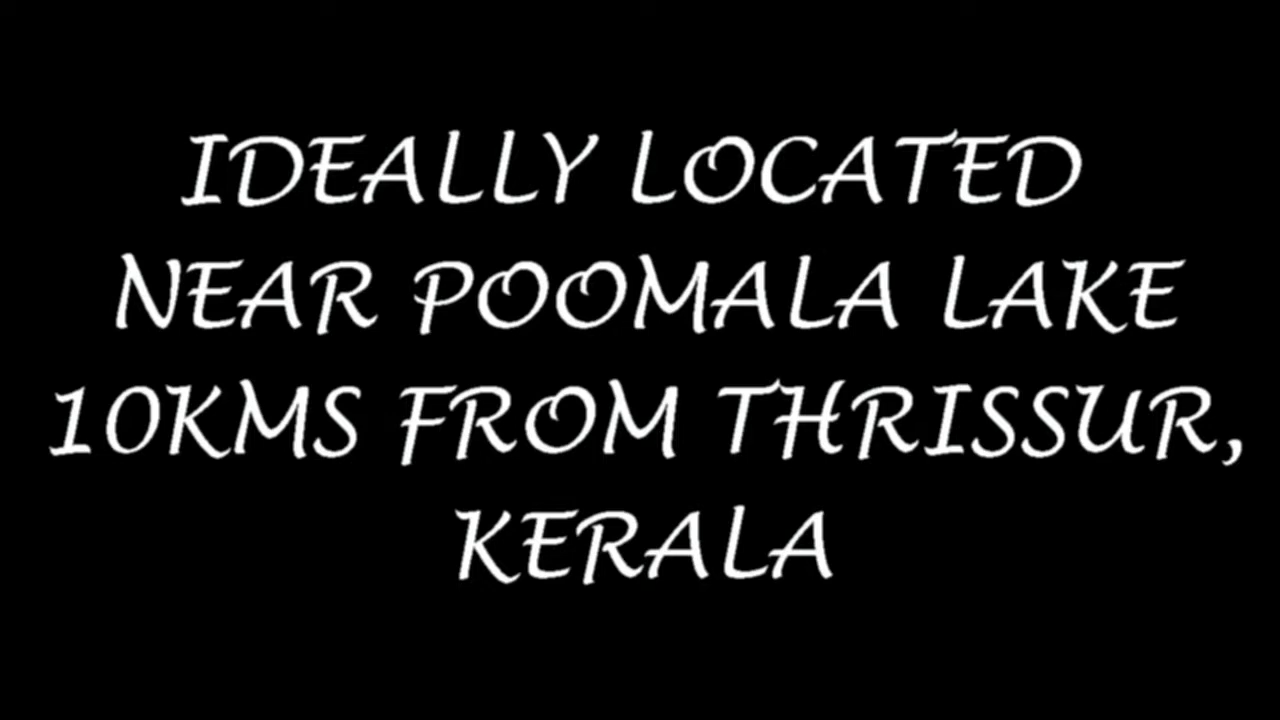 IDEALLY LOCATED
NEAR POOMALA LAKE
10KMS FROM THRISSUR,
KERALA